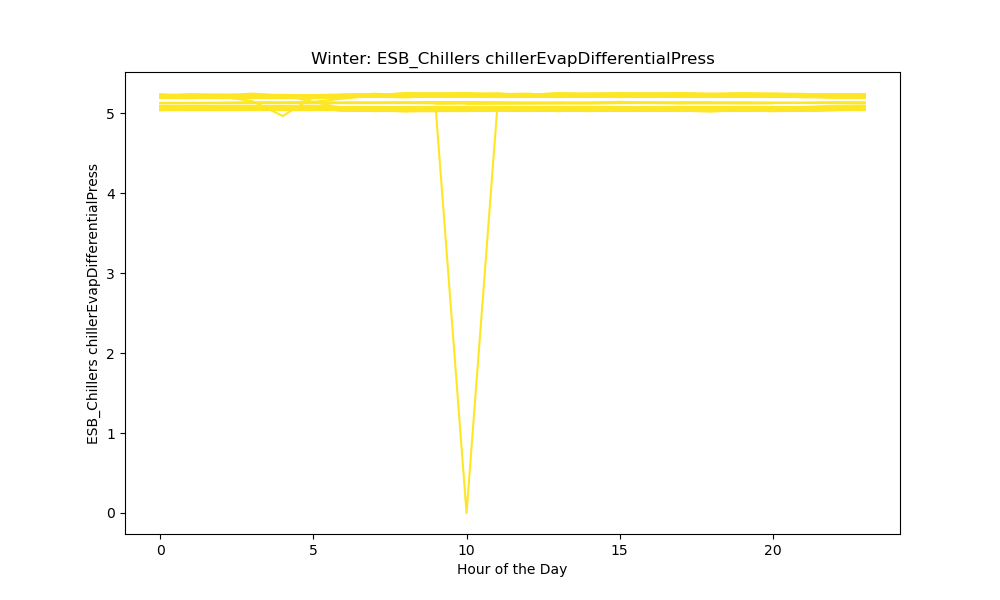 Winter: ESB_Chillers chillerEvapDifferentialPress
ESB_Chillers chillerEvapDifferentialPress
5
4
3
2
1
0
0 5 10 15 20
Hour of the Day